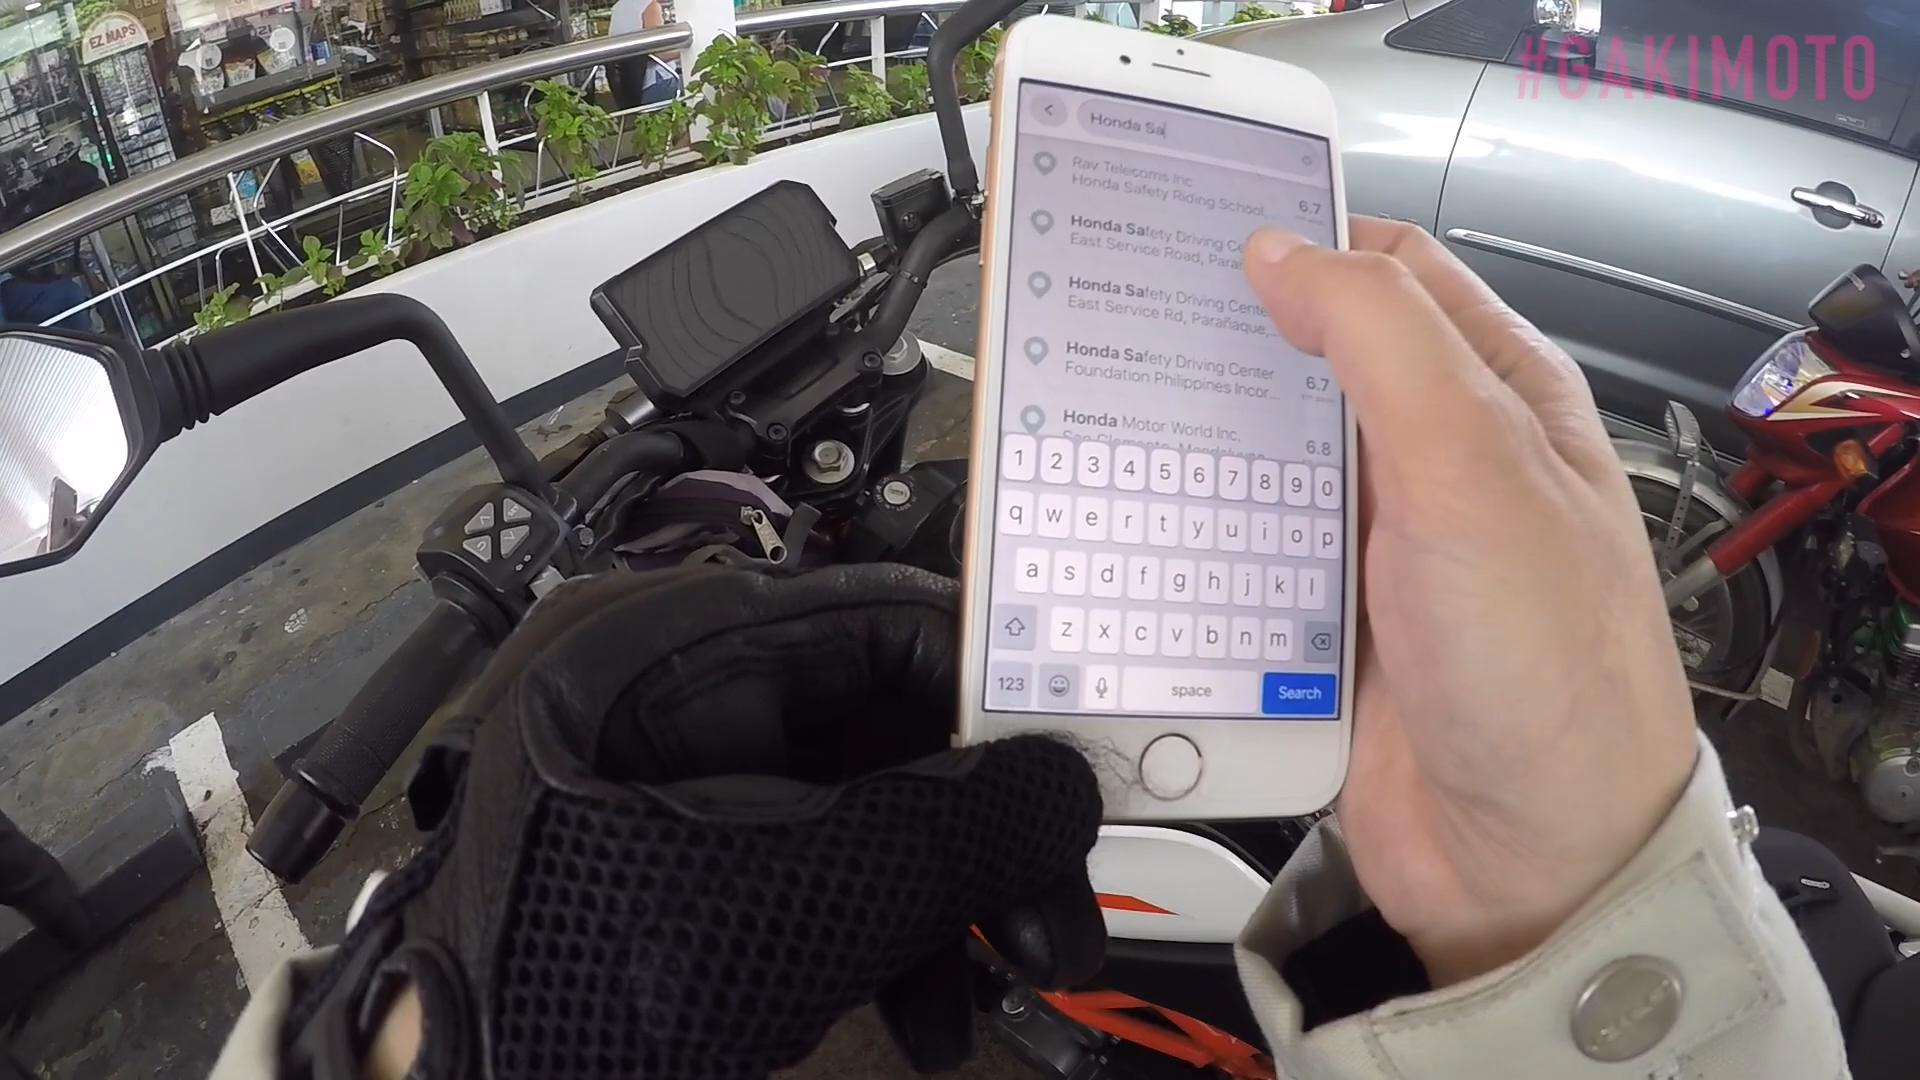 EZ MAPS
#GAKIMOTO
Honda Sa
Rav Telecoms Inc
Honda Safety Riding School,...
6.7
Honda Safety Driving Ce
East Service Road, Para
Honda Safety Driving Cente
East Service Rd, Parañaque,...
Honda Safety Driving Center
Foundation Philippines Incor...
6.7
Honda Motor World Inc.
San Clemente, Mandaluyong
6.8
1 2 3 4 5 6 7 8 9 0
q w e r t y u i o p
a s d f g h j k l
z x c v b n m
123 space Search